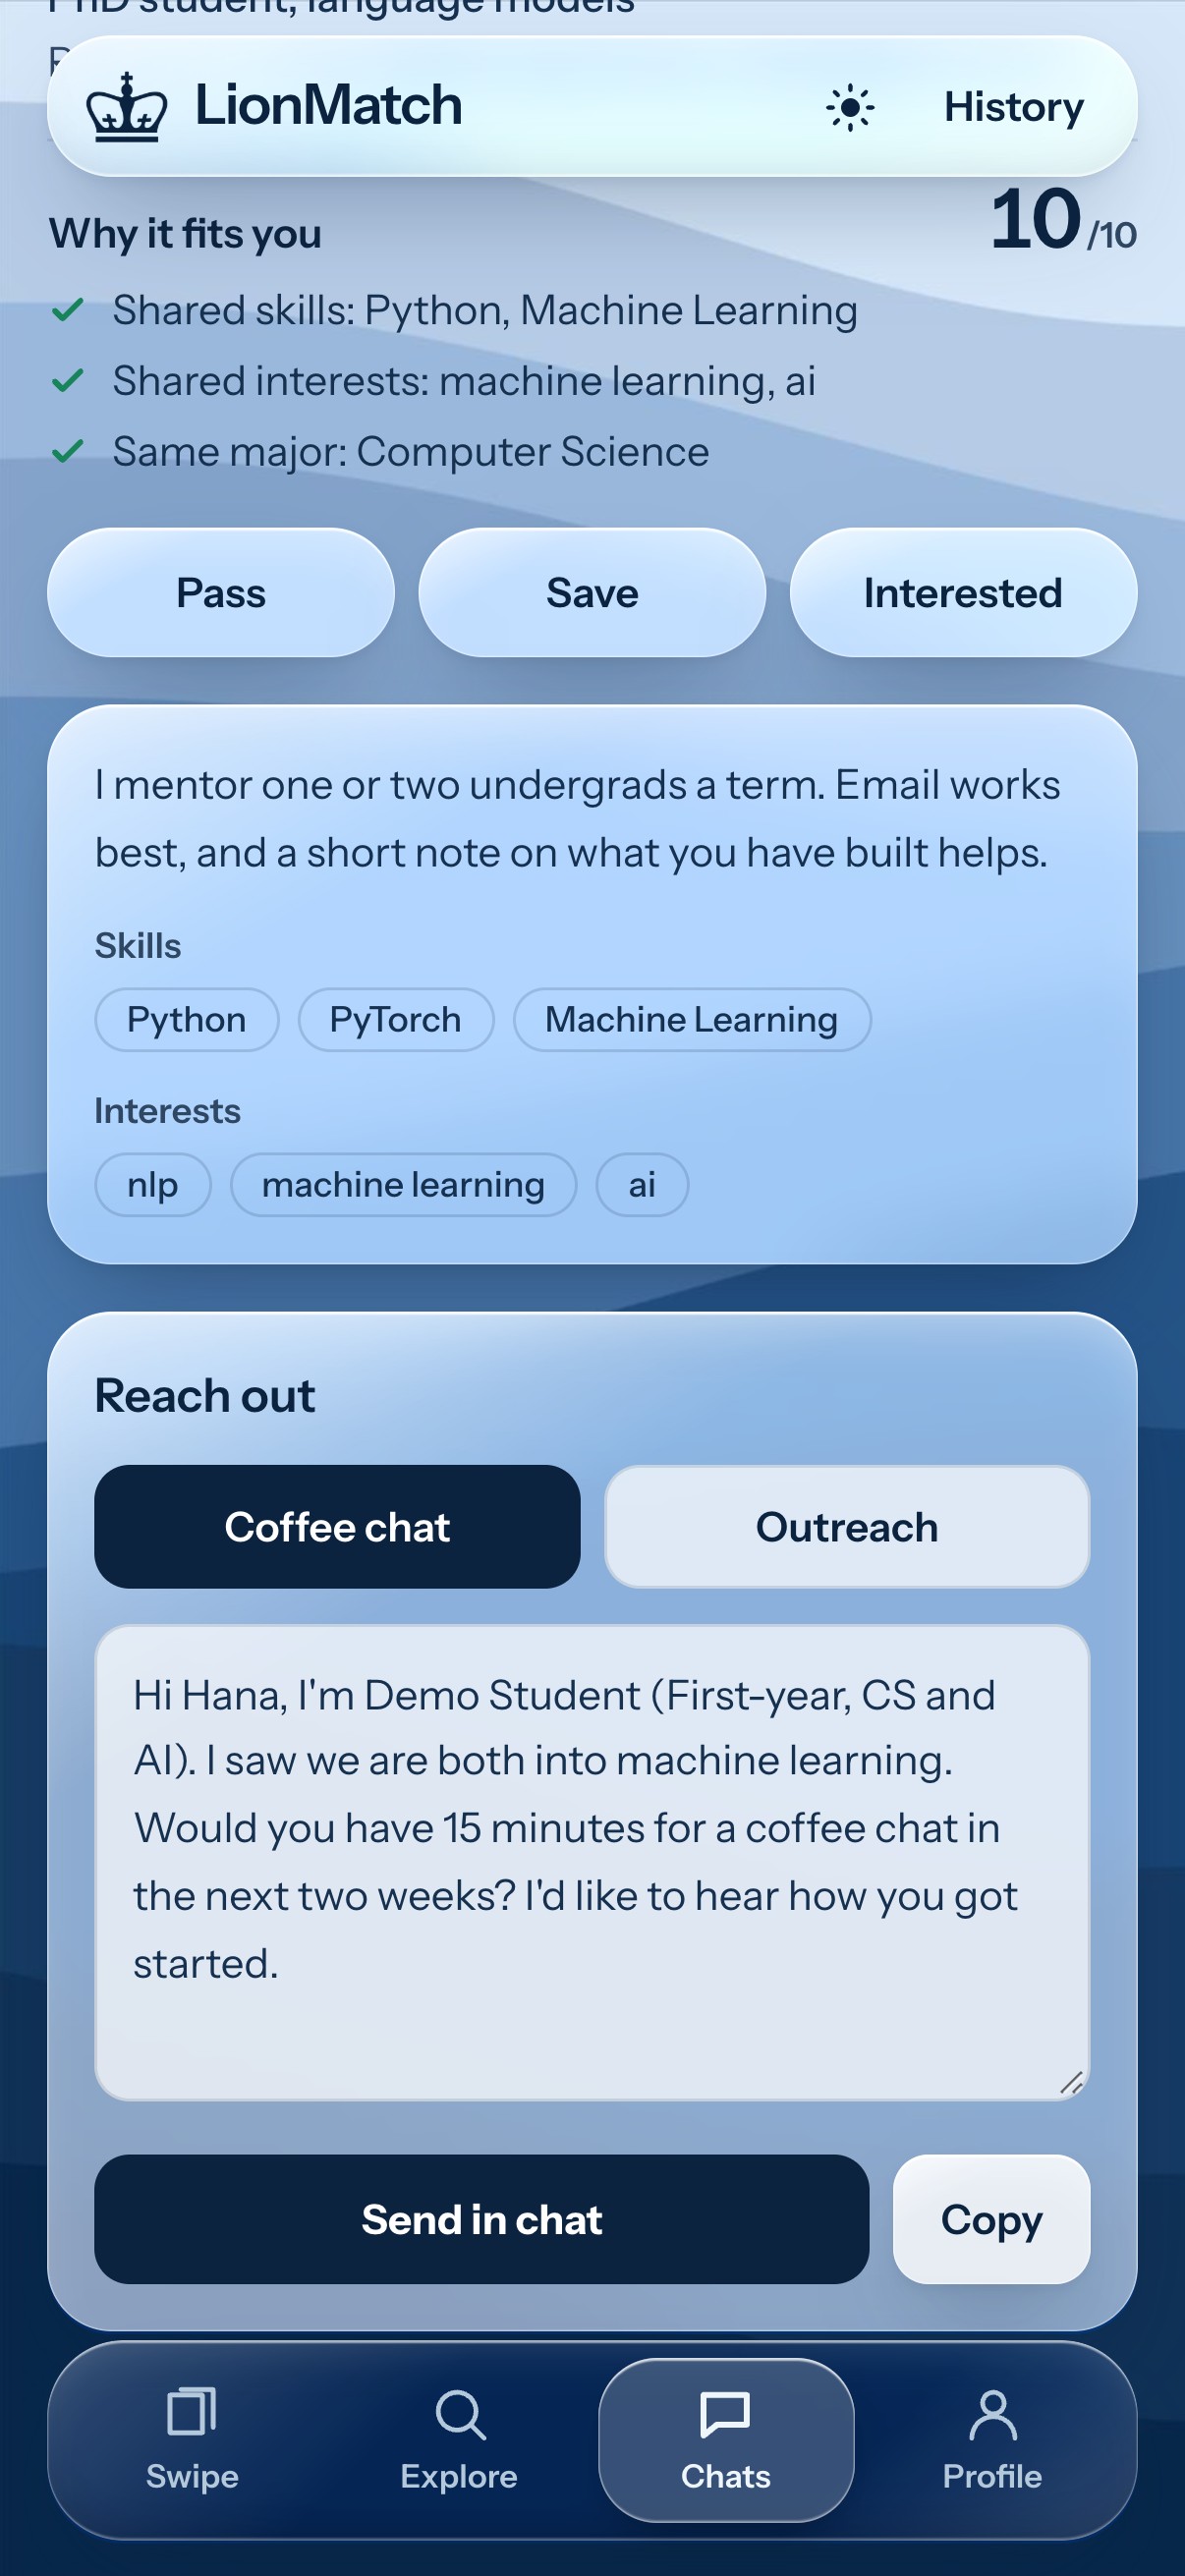 PhD student, language models
LionMatch
History
Why it fits you
10/10
Shared skills: Python, Machine Learning
Shared interests: machine learning, ai
Same major: Computer Science
Pass
Save
Interested
I mentor one or two undergrads a term. Email works
best, and a short note on what you have built helps.
Skills
Python
PyTorch
Machine Learning
Interests
nlp
machine learning
ai
Reach out
Coffee chat
Outreach
Hi Hana, I'm Demo Student (First-year, CS and
AI). I saw we are both into machine learning.
Would you have 15 minutes for a coffee chat in
the next two weeks? I'd like to hear how you got
started.
Send in chat
Copy
Swipe
Explore
Chats
Profile